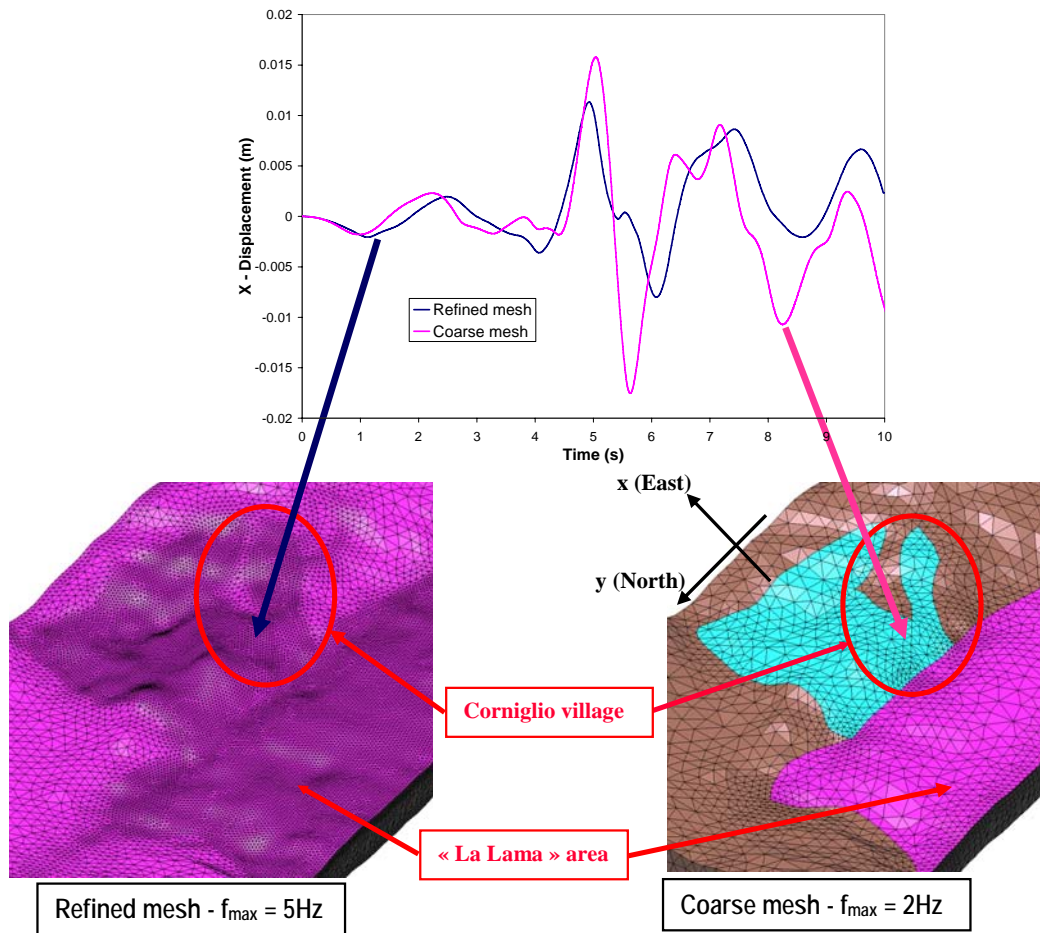 0.02
0.015
0.01
0.005
0
-0.005
-0.01
-0.015
-0.02
X - Displacement (m)
Refined mesh
Coarse mesh
0 1 2 3 4 5 6 7 8 9 10
Time (s)
x (East)
y (North)
Corniglio village
« La Lama » area
Refined mesh - fmax = 5Hz
Coarse mesh - fmax = 2Hz